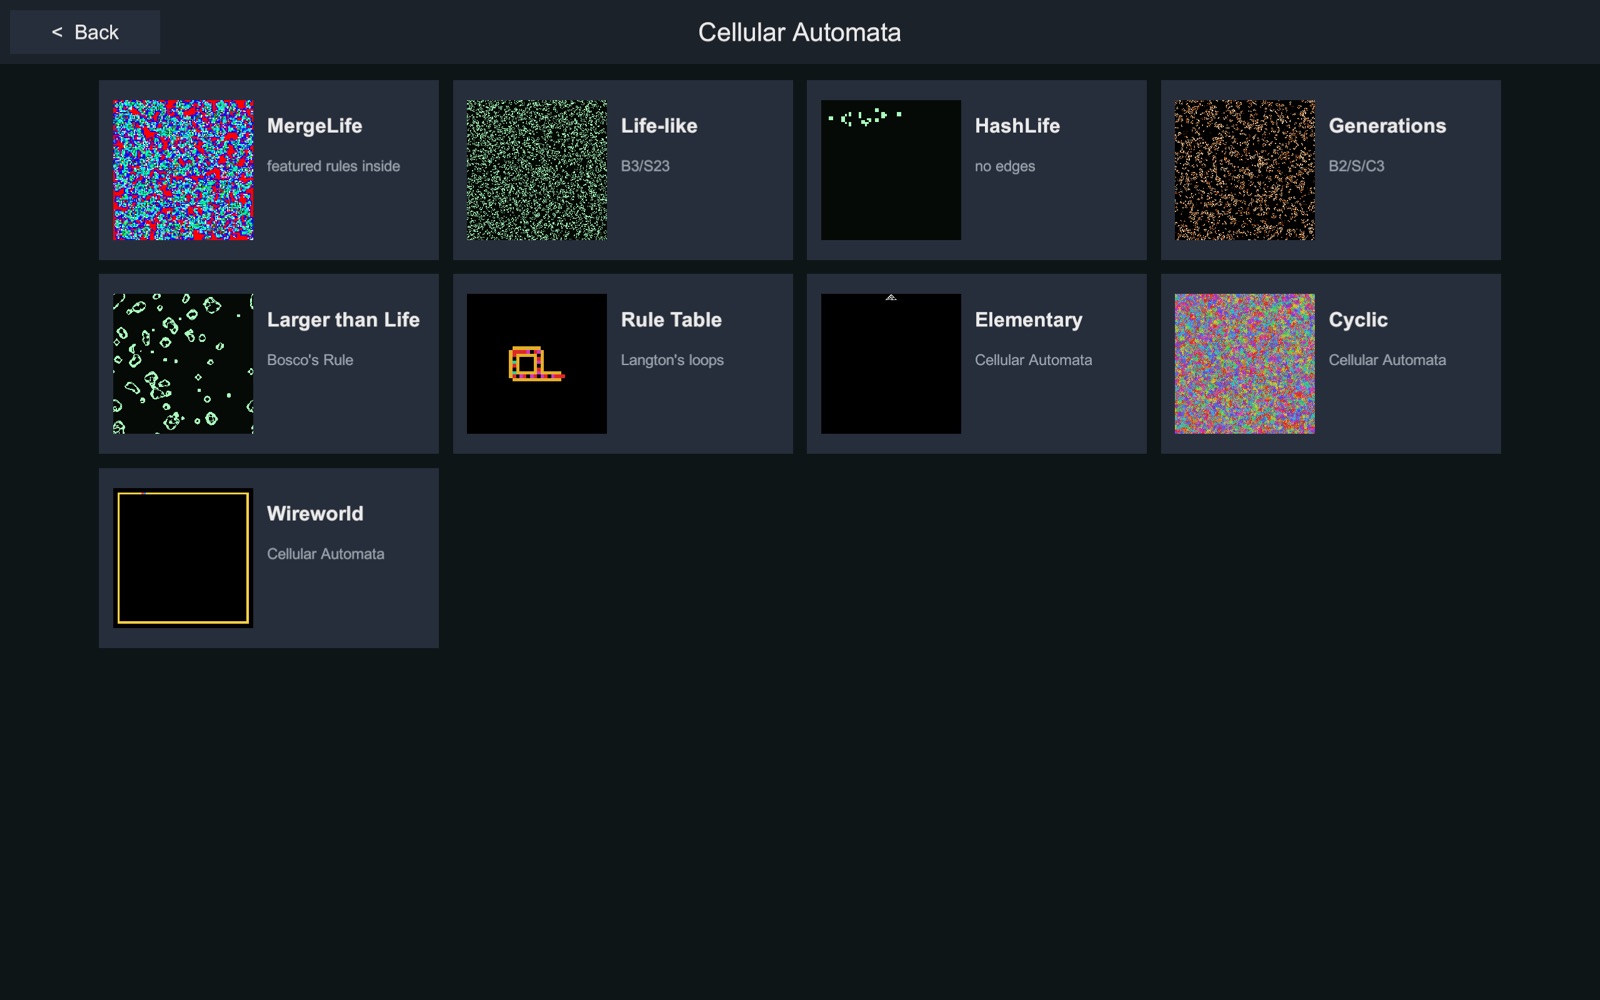 < Back
Cellular Automata
MergeLife
featured rules inside
Life-like
B3/S23
HashLife
no edges
Generations
B2/S/C3
Larger than Life
Bosco's Rule
Rule Table
Langton's loops
Elementary
Cellular Automata
Cyclic
Cellular Automata
Wireworld
Cellular Automata